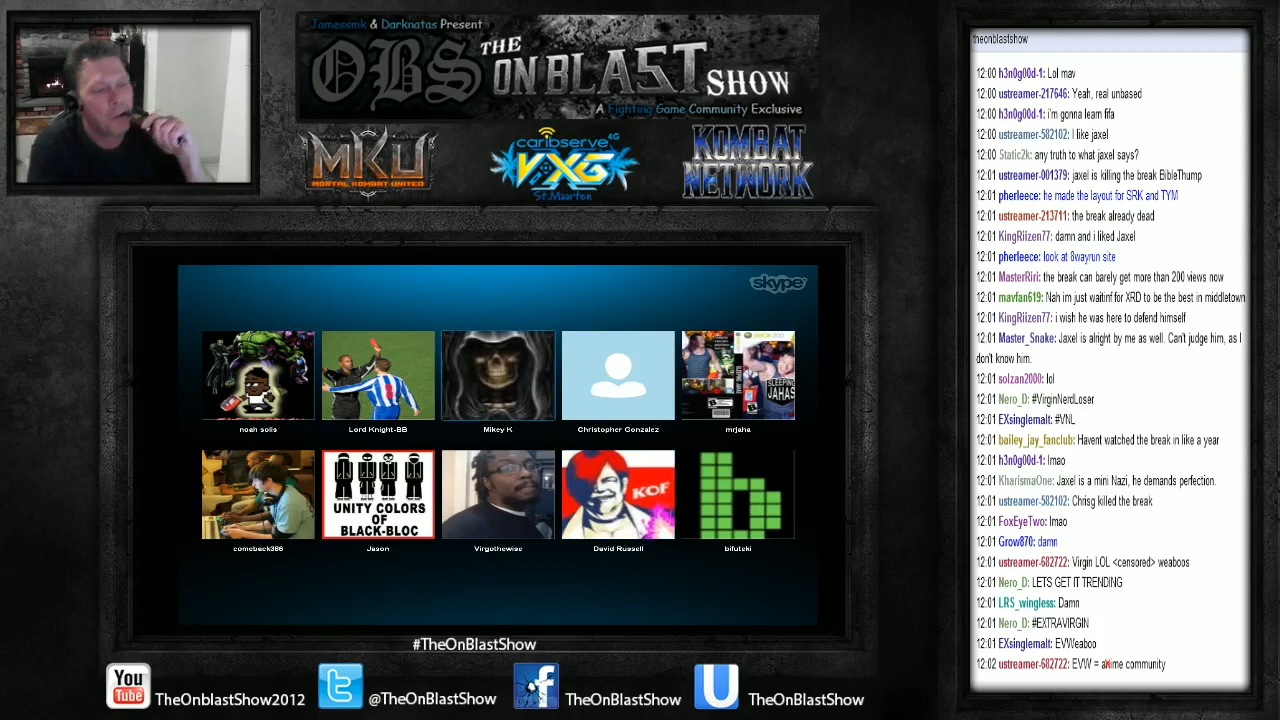 Jamessmk & Darknatas Present
OBS THE ON BLAST SHOW
A Fighting Game Community Exclusive
MKU
MORTAL KOMBAT UNITED
caribserve 4G
VXG
St.Maarten
KOMBAT
NETWORK
skype
KOF
SLEEPING
JAHAS
noah solis
Lord Knight-BB
Mikey K
Christopher Gonzalez
mrjaha
UNITY COLORS
OF
BLACK-BLOC
b
comeback386
Jason
Virgothewise
David Russell
bifuteki
#TheOnBlastShow
You
Tube
TheOnblastShow2012
@TheOnBlastShow
TheOnBlastShow
TheOnBlastShow
theonblastshow
12:00 h3n0g00d-1: Lol mav
12:00 ustreamer-217646: Yeah, real unbased
12:00 h3n0g00d-1: i'm gonna learn fifa
12:00 ustreamer-582102: I like jaxel
12:00 Static2k: any truth to what jaxel says?
12:01 ustreamer-001379: jaxel is killing the break BibleThump
12:01 pherleece: he made the layout for SRK and TYM
12:01 ustreamer-213711: the break already dead
12:01 KingRiizen77: damn and i liked Jaxel
12:01 pherleece: look at 8wayrun site
12:01 MasterRiri: the break can barely get more than 200 views now
12:01 mavfan619: Nah im just waitinf for XRD to be the best in middletown
12:01 KingRiizen77: i wish he was here to defend himself
12:01 Master_Snake: Jaxel is alright by me as well. Can't judge him, as I
don't know him.
12:01 solzan2000: lol
12:01 Nero_D: #VirginNerdLoser
12:01 EXsinglemalt: #VNL
12:01 bailey_jay_fanclub: Havent watched the break in like a year
12:01 h3n0g00d-1: lmao
12:01 KharismaOne: Jaxel is a mini Nazi, he demands perfection.
12:01 ustreamer-582102: Chrisg killed the break
12:01 FoxEyeTwo: lmao
12:01 Grow870: damn
12:01 ustreamer-682722: Virgin LOL <censored> weaboos
12:01 Nero_D: LETS GET IT TRENDING
12:01 LRS_wingless: Damn
12:01 Nero_D: #EXTRAVIRGIN
12:01 EXsinglemalt: EVWeaboo
12:02 ustreamer-682722: EVW = anime community